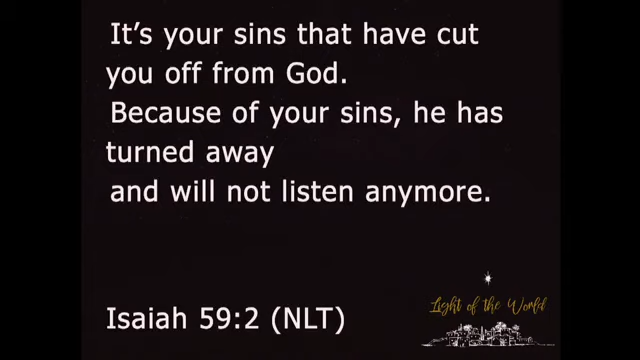 It's your sins that have cut
you off from God.
Because of your sins, he has
turned away
and will not listen anymore.
Isaiah 59:2 (NLT)
Light of the World